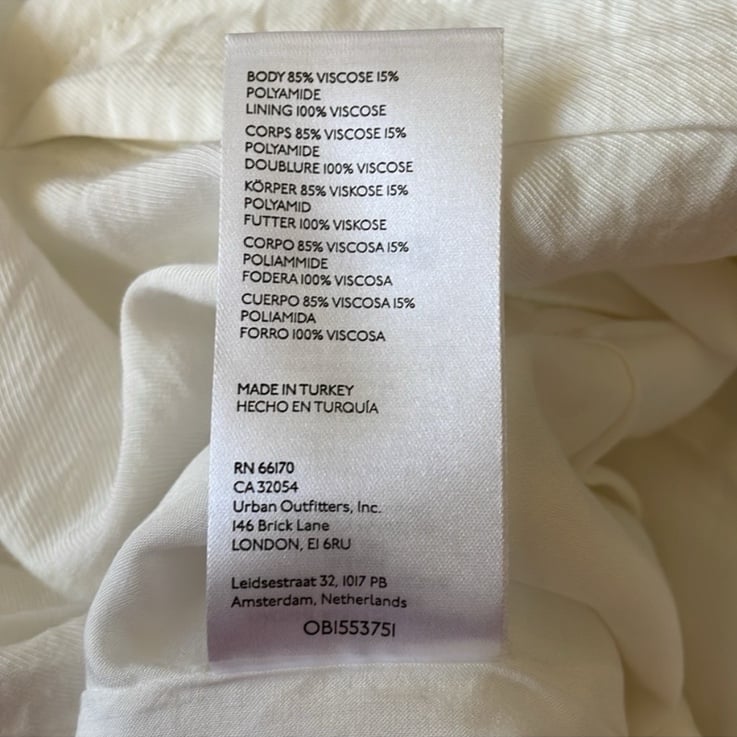 BODY 85% VISCOSE 15%
POLYAMIDE
LINING 100% VISCOSE
CORPS 85% VISCOSE 15%
POLYAMIDE
DOUBLURE 100% VISCOSE
KÖRPER 85% VISKOSE 15%
POLYAMID
FUTTER 100% VISKOSE
CORPO 85% VISCOSA 15%
POLIAMMIDE
FODERA 100% VISCOSA
CUERPO 85% VISCOSA 15%
POLIAMIDA
FORRO 100% VISCOSA
MADE IN TURKEY
HECHO EN TURQUÍA
RN 66170
CA 32054
Urban Outfitters, Inc.
146 Brick Lane
LONDON, E1 6RU
Leidsestraat 32, 1017 PB
Amsterdam, Netherlands
OB1553751